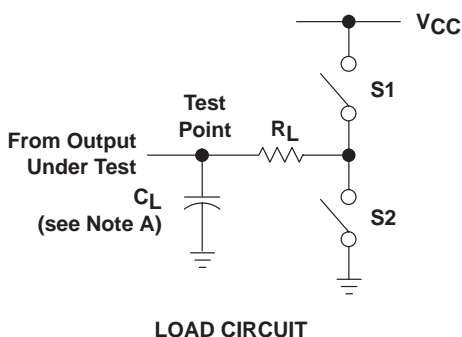 VCC
S1
Test
Point
RL
From Output
Under Test
CL
(see Note A)
S2
LOAD CIRCUIT